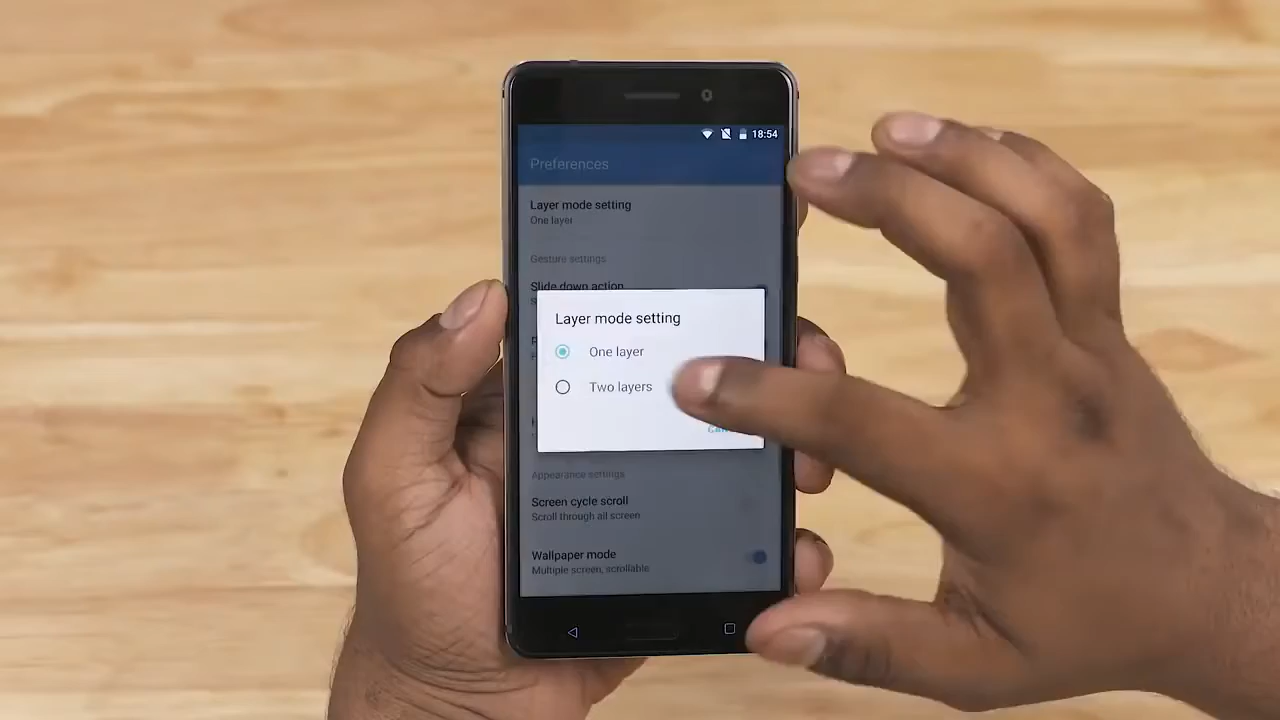 18:54
Preferences
Layer mode setting
One layer
Gesture settings
Slide down action
Layer mode setting
One layer
Two layers
Appearance settings
Screen cycle scroll
Scroll through all screen
Wallpaper mode
Multiple screen, scrollable